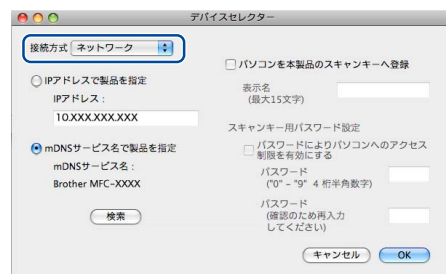 デバイスセレクター
接続方式 ネットワーク
IPアドレスで製品を指定
IPアドレス：
10.XXX.XXX.XXX
mDNSサービス名で製品を指定
mDNSサービス名：
Brother MFC-XXXX
検索
パソコンを本製品のスキャンキーへ登録
表示名
(最大15文字)
スキャンキー用パスワード設定
パスワードによりパソコンへのアクセス
制限を有効にする
パスワード
("0" – "9" 4 桁半角数字)
パスワード
(確認のため再入力
してください)
キャンセル
OK